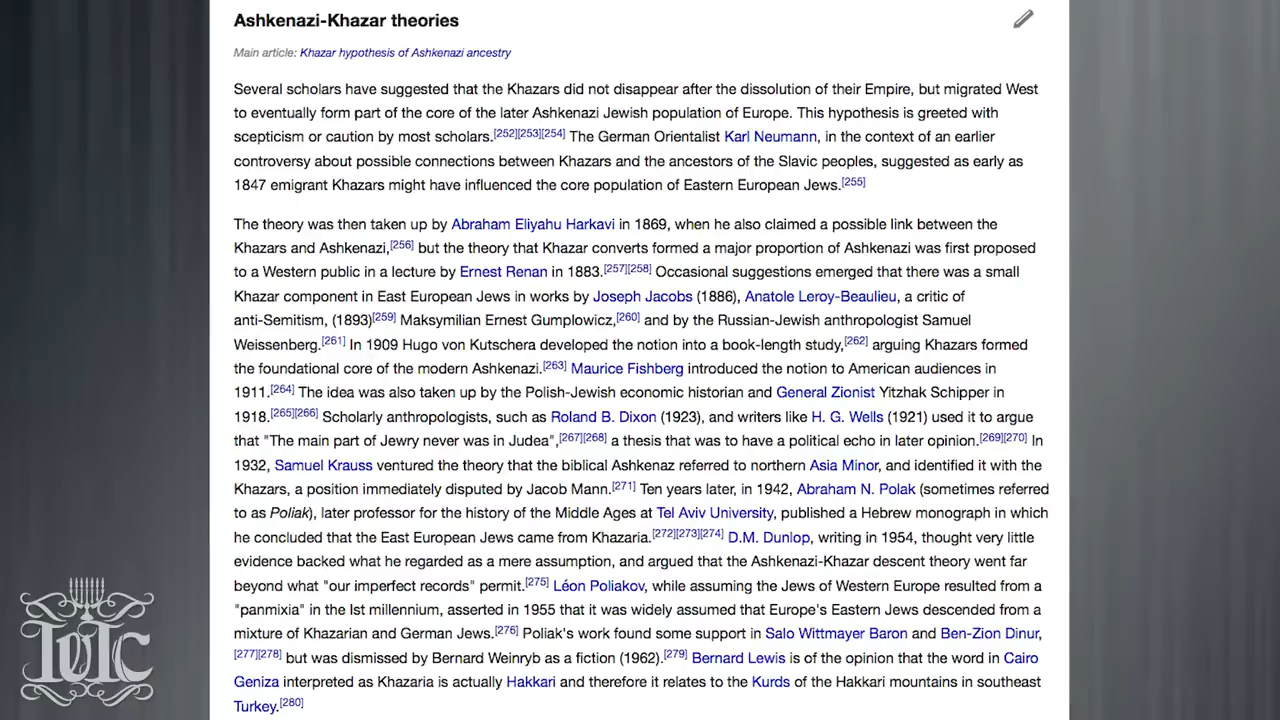 Ashkenazi-Khazar theories
Main article: Khazar hypothesis of Ashkenazi ancestry
Several scholars have suggested that the Khazars did not disappear after the dissolution of their Empire, but migrated West
to eventually form part of the core of the later Ashkenazi Jewish population of Europe. This hypothesis is greeted with
scepticism or caution by most scholars.[252][253][254] The German Orientalist Karl Neumann, in the context of an earlier
controversy about possible connections between Khazars and the ancestors of the Slavic peoples, suggested as early as
1847 emigrant Khazars might have influenced the core population of Eastern European Jews.[255]
The theory was then taken up by Abraham Eliyahu Harkavi in 1869, when he also claimed a possible link between the
Khazars and Ashkenazi,[256] but the theory that Khazar converts formed a major proportion of Ashkenazi was first proposed
to a Western public in a lecture by Ernest Renan in 1883.[257][258] Occasional suggestions emerged that there was a small
Khazar component in East European Jews in works by Joseph Jacobs (1886), Anatole Leroy-Beaulieu, a critic of
anti-Semitism, (1893)[259] Maksymilian Ernest Gumplowicz,[260] and by the Russian-Jewish anthropologist Samuel
Weissenberg.[261] In 1909 Hugo von Kutschera developed the notion into a book-length study,[262] arguing Khazars formed
the foundational core of the modern Ashkenazi.[263] Maurice Fishberg introduced the notion to American audiences in
1911.[264] The idea was also taken up by the Polish-Jewish economic historian and General Zionist Yitzhak Schipper in
1918.[265][266] Scholarly anthropologists, such as Roland B. Dixon (1923), and writers like H. G. Wells (1921) used it to argue
that "The main part of Jewry never was in Judea",[267][268] a thesis that was to have a political echo in later opinion.[269][270] In
1932, Samuel Krauss ventured the theory that the biblical Ashkenaz referred to northern Asia Minor, and identified it with the
Khazars, a position immediately disputed by Jacob Mann.[271] Ten years later, in 1942, Abraham N. Polak (sometimes referred
to as Poliak), later professor for the history of the Middle Ages at Tel Aviv University, published a Hebrew monograph in which
he concluded that the East European Jews came from Khazaria.[272][273][274] D.M. Dunlop, writing in 1954, thought very little
evidence backed what he regarded as a mere assumption, and argued that the Ashkenazi-Khazar descent theory went far
beyond what "our imperfect records" permit.[275] Léon Poliakov, while assuming the Jews of Western Europe resulted from a
"panmixia" in the Ist millennium, asserted in 1955 that it was widely assumed that Europe's Eastern Jews descended from a
mixture of Khazarian and German Jews.[276] Poliak's work found some support in Salo Wittmayer Baron and Ben-Zion Dinur,
[277][278] but was dismissed by Bernard Weinryb as a fiction (1962).[279] Bernard Lewis is of the opinion that the word in Cairo
Geniza interpreted as Khazaria is actually Hakkari and therefore it relates to the Kurds of the Hakkari mountains in southeast
Turkey.[280]
IUIC